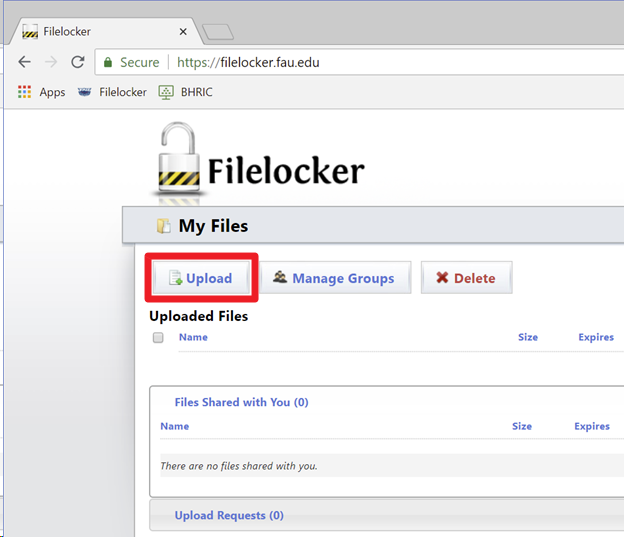 Filelocker
Secure https://filelocker.fau.edu
Apps Filelocker BHRIC
Filelocker
My Files
Upload Manage Groups Delete
Uploaded Files
Name Size Expires
Files Shared with You (0)
Name Size Expires
There are no files shared with you.
Upload Requests (0)